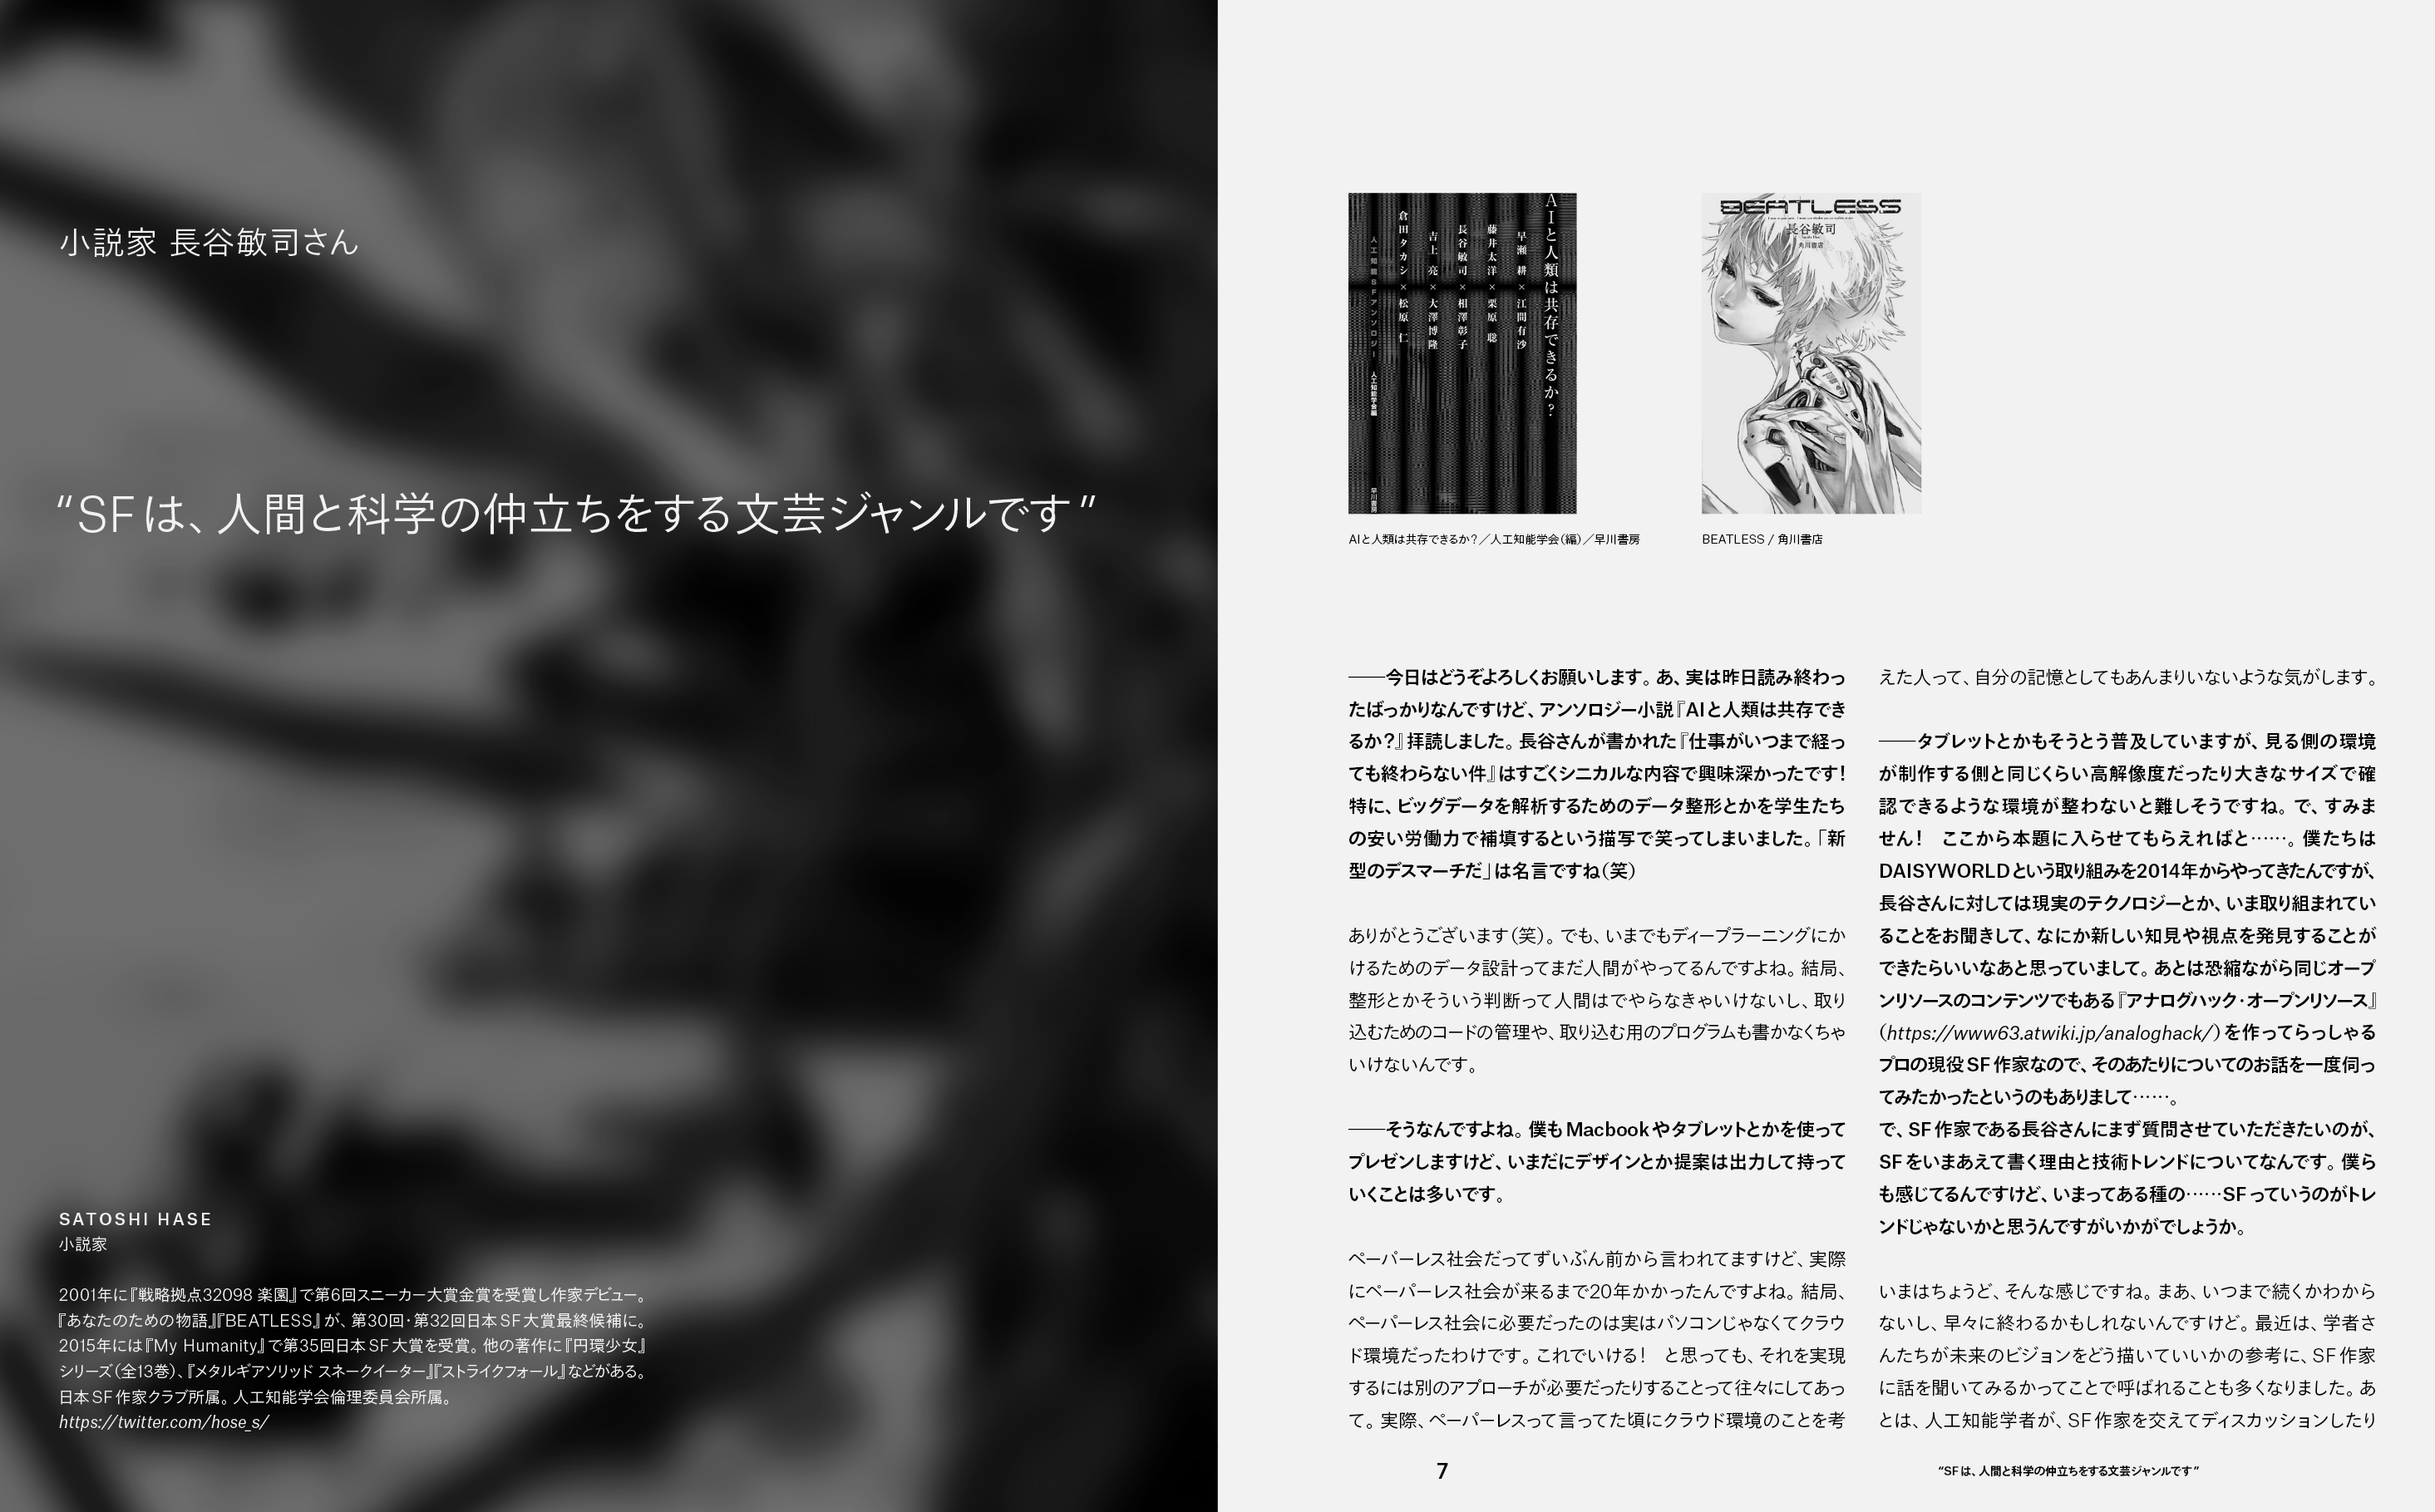 小説家 長谷敏司さん
“SFは、人間と科学の仲立ちをする文芸ジャンルです”
SATOSHI HASE
小説家
2001年に『戦略拠点32098 楽園』で第6回スニーカー大賞金賞を受賞し作家デビュー。
『あなたのための物語』『BEATLESS』が、第30回・第32回日本SF大賞最終候補に。
2015年には『My Humanity』で第35回日本SF大賞を受賞。他の著作に『円環少女』
シリーズ(全13巻)、『メタルギアソリッド スネークイーター』『ストライクフォール』などがある。
日本SF作家クラブ所属。人工知能学会倫理委員会所属。
https://twitter.com/hose_s/
AIと人類は共存できるか?
早瀬 耕×江間有沙
藤井太洋×栗原 聡
長谷敏司×相澤彰子
吉上 亮×大澤博隆
倉田タカシ×松原 仁
人工知能SFアンソロジー 人工知能学会編
早川書房
BEATLESS
長谷敏司
角川書店
AIと人類は共存できるか?／人工知能学会(編)／早川書房
BEATLESS / 角川書店
——今日はどうぞよろしくお願いします。あ、実は昨日読み終わっ
たばっかりなんですけど、アンソロジー小説『AIと人類は共存でき
るか?』拝読しました。長谷さんが書かれた『仕事がいつまで経っ
ても終わらない件』はすごくシニカルな内容で興味深かったです!
特に、ビッグデータを解析するためのデータ整形とかを学生たち
の安い労働力で補填するという描写で笑ってしまいました。「新
型のデスマーチだ」は名言ですね(笑)
ありがとうございます(笑)。でも、いまでもディープラーニングにか
けるためのデータ設計ってまだ人間がやってるんですよね。結局、
整形とかそういう判断って人間はでやらなきゃいけないし、取り
込むためのコードの管理や、取り込む用のプログラムも書かなくちゃ
いけないんです。
——そうなんですよね。僕もMacbookやタブレットとかを使って
プレゼンしますけど、いまだにデザインとか提案は出力して持って
いくことは多いです。
ペーパーレス社会だってずいぶん前から言われてますけど、実際
にペーパーレス社会が来るまで20年かかったんですよね。結局、
ペーパーレス社会に必要だったのは実はパソコンじゃなくてクラウ
ド環境だったわけです。これでいける! と思っても、それを実現
するには別のアプローチが必要だったりすることって往々にしてあっ
て。実際、ペーパーレスって言ってた頃にクラウド環境のことを考
えた人って、自分の記憶としてもあんまりいないような気がします。
——タブレットとかもそうとう普及していますが、見る側の環境
が制作する側と同じくらい高解像度だったり大きなサイズで確
認できるような環境が整わないと難しそうですね。で、すみま
せん! ここから本題に入らせてもらえればと……。僕たちは
DAISYWORLDという取り組みを2014年からやってきたんですが、
長谷さんに対しては現実のテクノロジーとか、いま取り組まれてい
ることをお聞きして、なにか新しい知見や視点を発見することが
できたらいいなあと思っていまして。あとは恐縮ながら同じオープ
ンリソースのコンテンツでもある『アナログハック・オープンリソース』
(https://www63.atwiki.jp/analoghack/)を作ってらっしゃる
プロの現役SF作家なので、そのあたりについてのお話を一度伺っ
てみたかったというのもありまして……。
で、SF作家である長谷さんにまず質問させていただきたいのが、
SFをいまあえて書く理由と技術トレンドについてなんです。僕ら
も感じてるんですけど、いまってある種の……SFっていうのがトレ
ンドじゃないかと思うんですがいかがでしょうか。
いまはちょうど、そんな感じですね。まあ、いつまで続くかわから
ないし、早々に終わるかもしれないんですけど。最近は、学者さ
んたちが未来のビジョンをどう描いていいかの参考に、SF作家
に話を聞いてみるかってことで呼ばれることも多くなりました。あ
とは、人工知能学者が、SF作家を交えてディスカッションしたり
7
“SFは、人間と科学の仲立ちをする文芸ジャンルです”